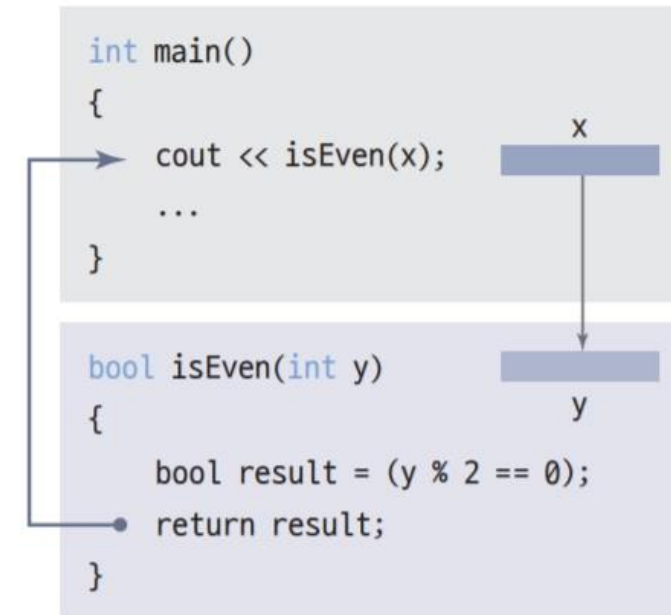 int main()
{
x
cout << isEven(x);
...
}
bool isEven(int y)
{
y
bool result = (y % 2 == 0);
return result;
}